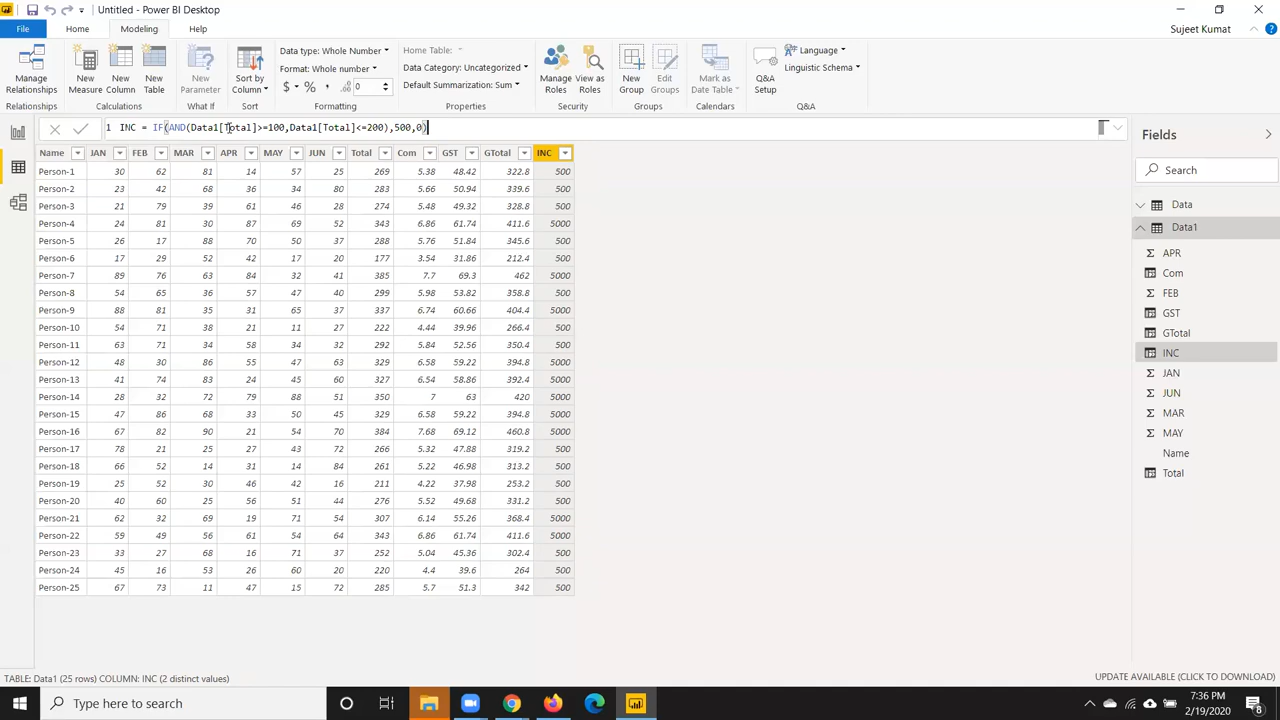 Untitled - Power BI Desktop
File Home Modeling Help Sujeet Kumat
Manage Relationships New Measure New Column New Table New Parameter Sort by Column
Data type: Whole Number
Format: Whole number
$ % , .00 0
Home Table:
Data Category: Uncategorized
Default Summarization: Sum
Manage Roles View as Roles New Group Edit Groups Mark as Date Table Q&A Setup
Language
Linguistic Schema
Relationships Calculations What If Sort Formatting Properties Security Groups Calendars Q&A
1 INC = IF(AND(Data1[Total]>=100,Data1[Total]<=200),500,0)
Name JAN FEB MAR APR MAY JUN Total Com GST GTotal INC
Person-1 30 62 81 14 57 25 269 5.38 48.42 322.8 500
Person-2 23 42 68 36 34 80 283 5.66 50.94 339.6 500
Person-3 21 79 39 61 46 28 274 5.48 49.32 328.8 500
Person-4 24 81 30 87 69 52 343 6.86 61.74 411.6 5000
Person-5 26 17 88 70 50 37 288 5.76 51.84 345.6 500
Person-6 17 29 52 42 17 20 177 3.54 31.86 212.4 500
Person-7 89 76 63 84 32 41 385 7.7 69.3 462 5000
Person-8 54 65 36 57 47 40 299 5.98 53.82 358.8 500
Person-9 88 81 35 31 65 37 337 6.74 60.66 404.4 5000
Person-10 54 71 38 21 11 27 222 4.44 39.96 266.4 500
Person-11 63 71 34 58 34 32 292 5.84 52.56 350.4 500
Person-12 48 30 86 55 47 63 329 6.58 59.22 394.8 5000
Person-13 41 74 83 24 45 60 327 6.54 58.86 392.4 5000
Person-14 28 32 72 79 88 51 350 7 63 420 5000
Person-15 47 86 68 33 50 45 329 6.58 59.22 394.8 5000
Person-16 67 82 90 21 54 70 384 7.68 69.12 460.8 5000
Person-17 78 21 25 27 43 72 266 5.32 47.88 319.2 500
Person-18 66 52 14 31 14 84 261 5.22 46.98 313.2 500
Person-19 25 52 30 46 42 16 211 4.22 37.98 253.2 500
Person-20 40 60 25 56 51 44 276 5.52 49.68 331.2 500
Person-21 62 32 69 19 71 54 307 6.14 55.26 368.4 5000
Person-22 59 49 56 61 54 64 343 6.86 61.74 411.6 5000
Person-23 33 27 68 16 71 37 252 5.04 45.36 302.4 500
Person-24 45 16 53 26 60 20 220 4.4 39.6 264 500
Person-25 67 73 11 47 15 72 285 5.7 51.3 342 500
Fields
Search
Data
Data1
APR
Com
FEB
GST
GTotal
INC
JAN
JUN
MAR
MAY
Name
Total
TABLE: Data1 (25 rows) COLUMN: INC (2 distinct values)
UPDATE AVAILABLE (CLICK TO DOWNLOAD)
Type here to search
7:36 PM
2/19/2020
8